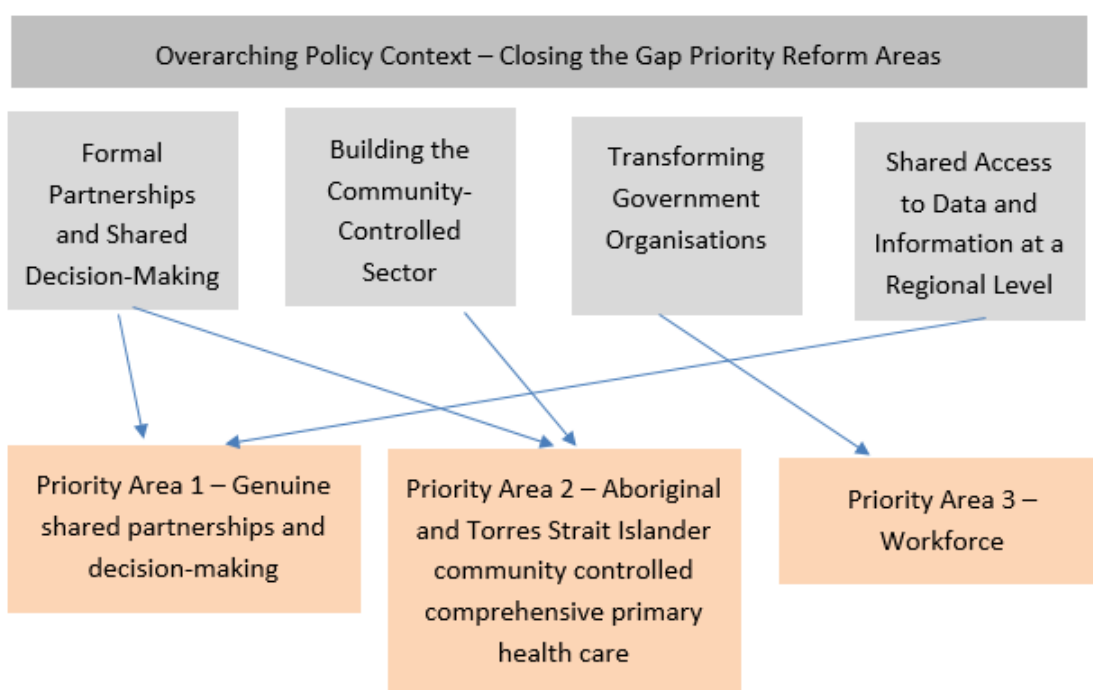 Overarching Policy Context – Closing the Gap Priority Reform Areas
Formal
Partnerships
and Shared
Decision-Making
Building the
Community-
Controlled
Sector
Transforming
Government
Organisations
Shared Access
to Data and
Information at a
Regional Level
Priority Area 1 – Genuine
shared partnerships and
decision-making
Priority Area 2 – Aboriginal
and Torres Strait Islander
community controlled
comprehensive primary
health care
Priority Area 3 –
Workforce